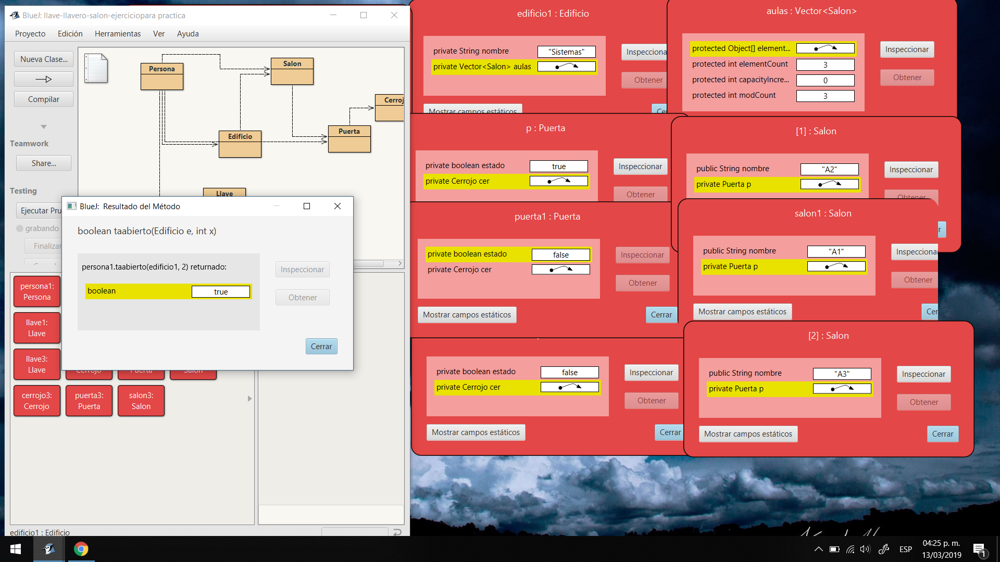 BlueJ: llave-llavero-salon-ejerciciopara practica
Proyecto Edición Herramientas Ver Ayuda
Nueva Clase...
Compilar
Teamwork
Share...
Testing
Ejecutar Pru
grabando
Finalizar
Persona
Salon
Cerroj
Edificio
Puerta
Llave
BlueJ: Resultado del Método
boolean taabierto(Edificio e, int x)
persona1.taabierto(edificio1, 2) returnado:
boolean true
Inspeccionar
Obtener
Cerrar
persona1:
Persona
llave1:
Llave
llave3:
Llave
Cerrojo
Puerta
Salon
cerrojo3:
Cerrojo
puerta3:
Puerta
salon3:
Salon
edificio1 : Edificio
edificio1 : Edificio
private String nombre "Sistemas"
private Vector<Salon> aulas
Inspecciona
Obtener
Mostrar campos estáticos
Cer
aulas : Vector<Salon>
protected Object[] element...
protected int elementCount 3
protected int capacityIncre... 0
protected int modCount 3
Inspeccionar
Obtener
p : Puerta
private boolean estado true
private Cerrojo cer
Inspeccionar
Obtener
[1] : Salon
public String nombre "A2"
private Puerta p
Inspeccionar
Obtener
r
puerta1 : Puerta
private boolean estado false
private Cerrojo cer
Inspeccionar
Obtener
Mostrar campos estáticos
Cerrar
salon1 : Salon
public String nombre "A1"
private Puerta p
Inspecciona
Obtener
Mostrar campos estáticos
Cer
private boolean estado false
private Cerrojo cer
Inspeccionar
Obtener
Mostrar campos estáticos
Cerrar
[2] : Salon
public String nombre "A3"
private Puerta p
Inspeccionar
Obtener
Mostrar campos estáticos
Cerrar
ESP
04:25 p. m.
13/03/2019
1